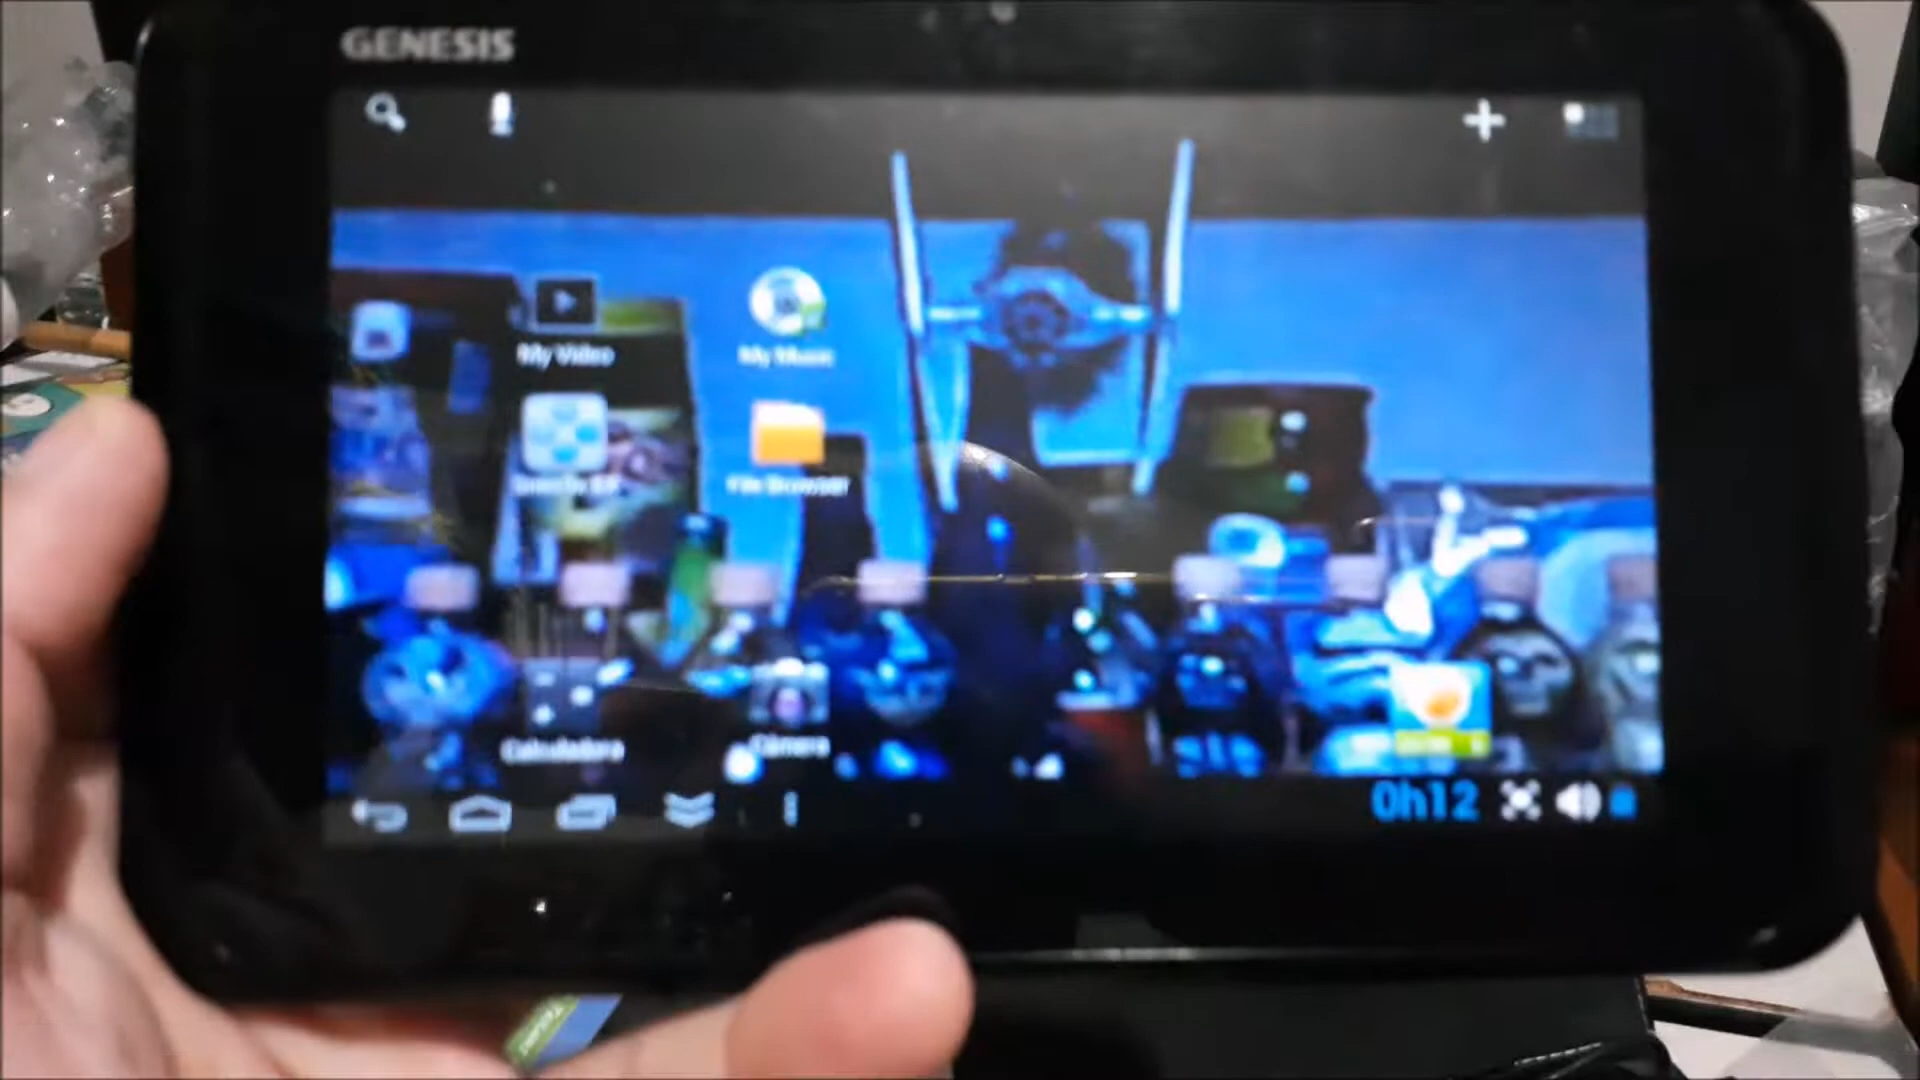 GENESIS
My Video
My Music
File Browser
Calculadora
Câmera
0h12